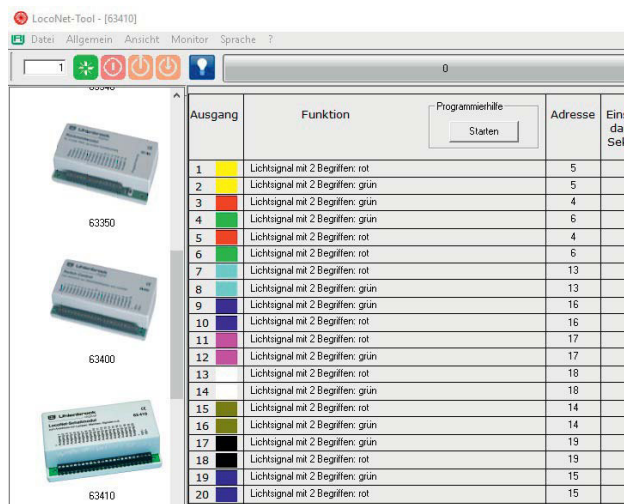 LocoNet-Tool - [63410]
Datei Allgemein Ansicht Monitor Sprache ?
1
0
63350
63400
63410
Ausgang Funktion Programmierhilfe Starten Adresse
1 Lichtsignal mit 2 Begriffen: rot 5
2 Lichtsignal mit 2 Begriffen: grün 5
3 Lichtsignal mit 2 Begriffen: grün 4
4 Lichtsignal mit 2 Begriffen: grün 6
5 Lichtsignal mit 2 Begriffen: rot 4
6 Lichtsignal mit 2 Begriffen: rot 6
7 Lichtsignal mit 2 Begriffen: rot 13
8 Lichtsignal mit 2 Begriffen: grün 13
9 Lichtsignal mit 2 Begriffen: grün 16
10 Lichtsignal mit 2 Begriffen: rot 16
11 Lichtsignal mit 2 Begriffen: rot 17
12 Lichtsignal mit 2 Begriffen: grün 17
13 Lichtsignal mit 2 Begriffen: rot 18
14 Lichtsignal mit 2 Begriffen: grün 18
15 Lichtsignal mit 2 Begriffen: rot 14
16 Lichtsignal mit 2 Begriffen: grün 14
17 Lichtsignal mit 2 Begriffen: grün 19
18 Lichtsignal mit 2 Begriffen: rot 19
19 Lichtsignal mit 2 Begriffen: grün 15
20 Lichtsignal mit 2 Begriffen: rot 15